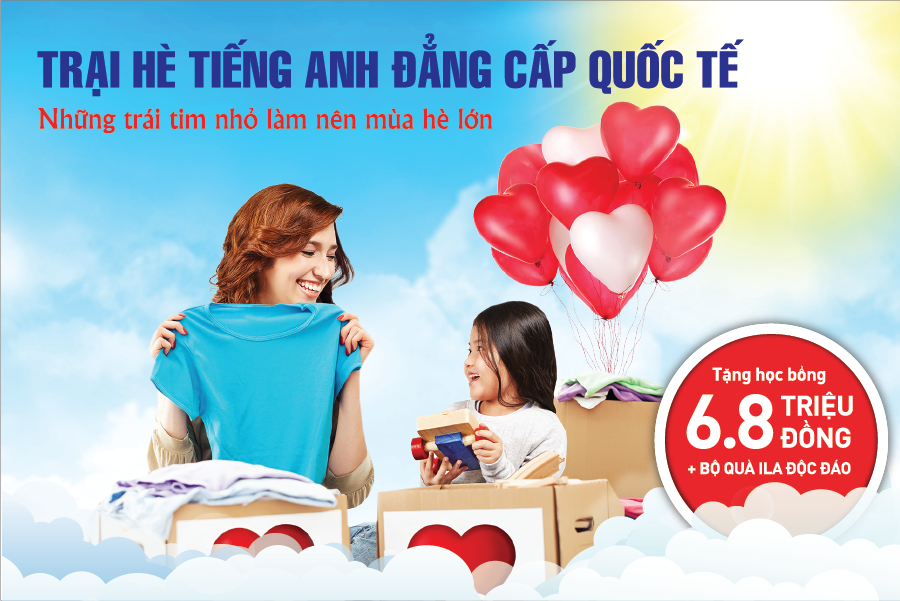 TRẠI HÈ TIẾNG ANH ĐẲNG CẤP QUỐC TẾ
Những trái tim nhỏ làm nên mùa hè lớn
Tặng học bổng
6.8 TRIỆU ĐỒNG
+ BỘ QUÀ ILA ĐỘC ĐÁO